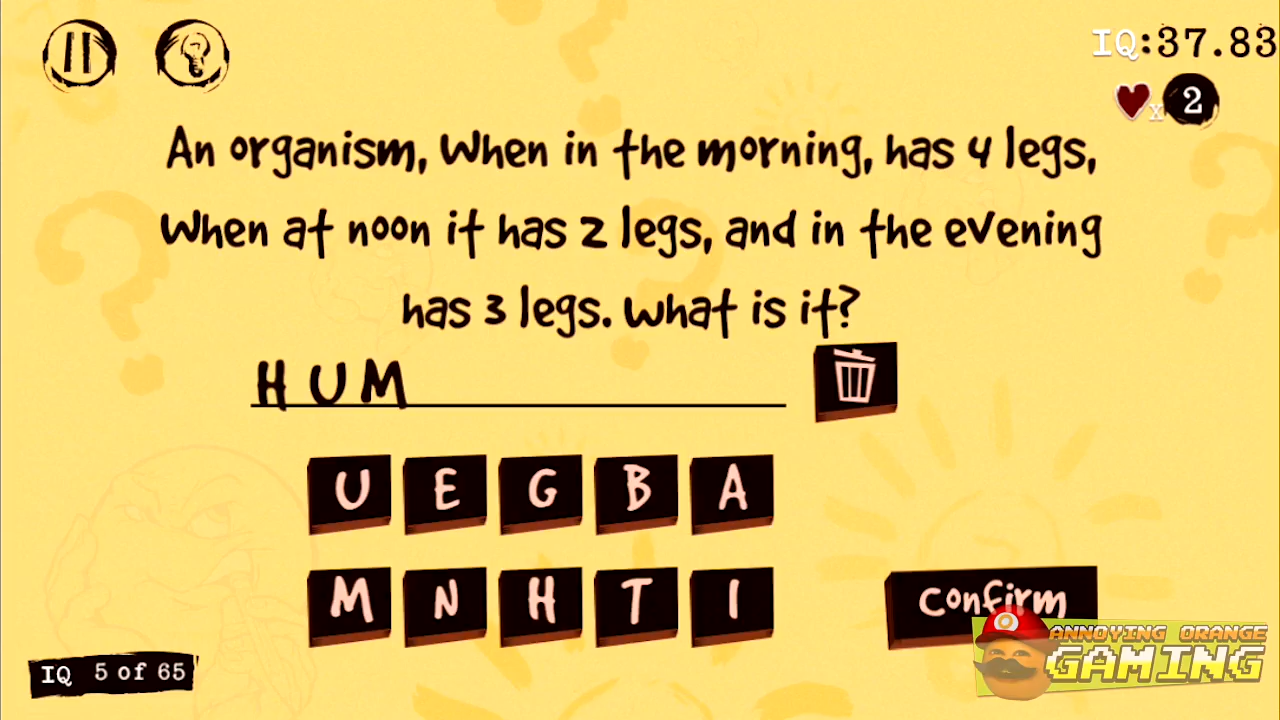 IQ:37.83
x 2
An organism, When in the morning, has 4 legs,
When at noon it has 2 legs, and in the evening
has 3 legs. What is it?
H U M
U E G B A
M N H T I
Confirm
IQ 5 of 65
ANNOYING ORANGE
GAMING